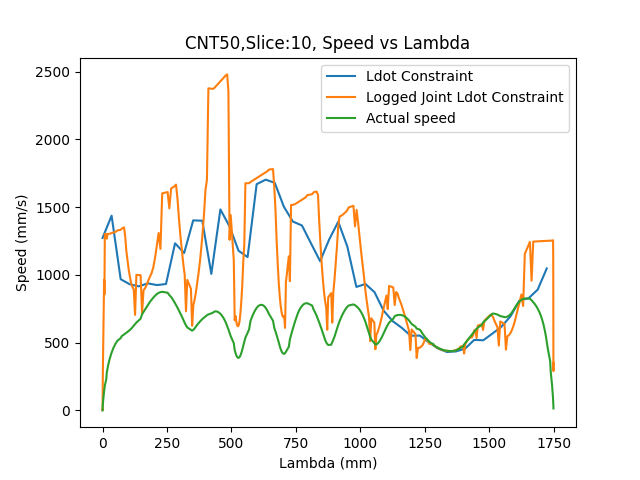 CNT50,Slice:10, Speed vs Lambda
Ldot Constraint
Logged Joint Ldot Constraint
Actual speed
Speed (mm/s)
2500
2000
1500
1000
500
0
0 250 500 750 1000 1250 1500 1750
Lambda (mm)